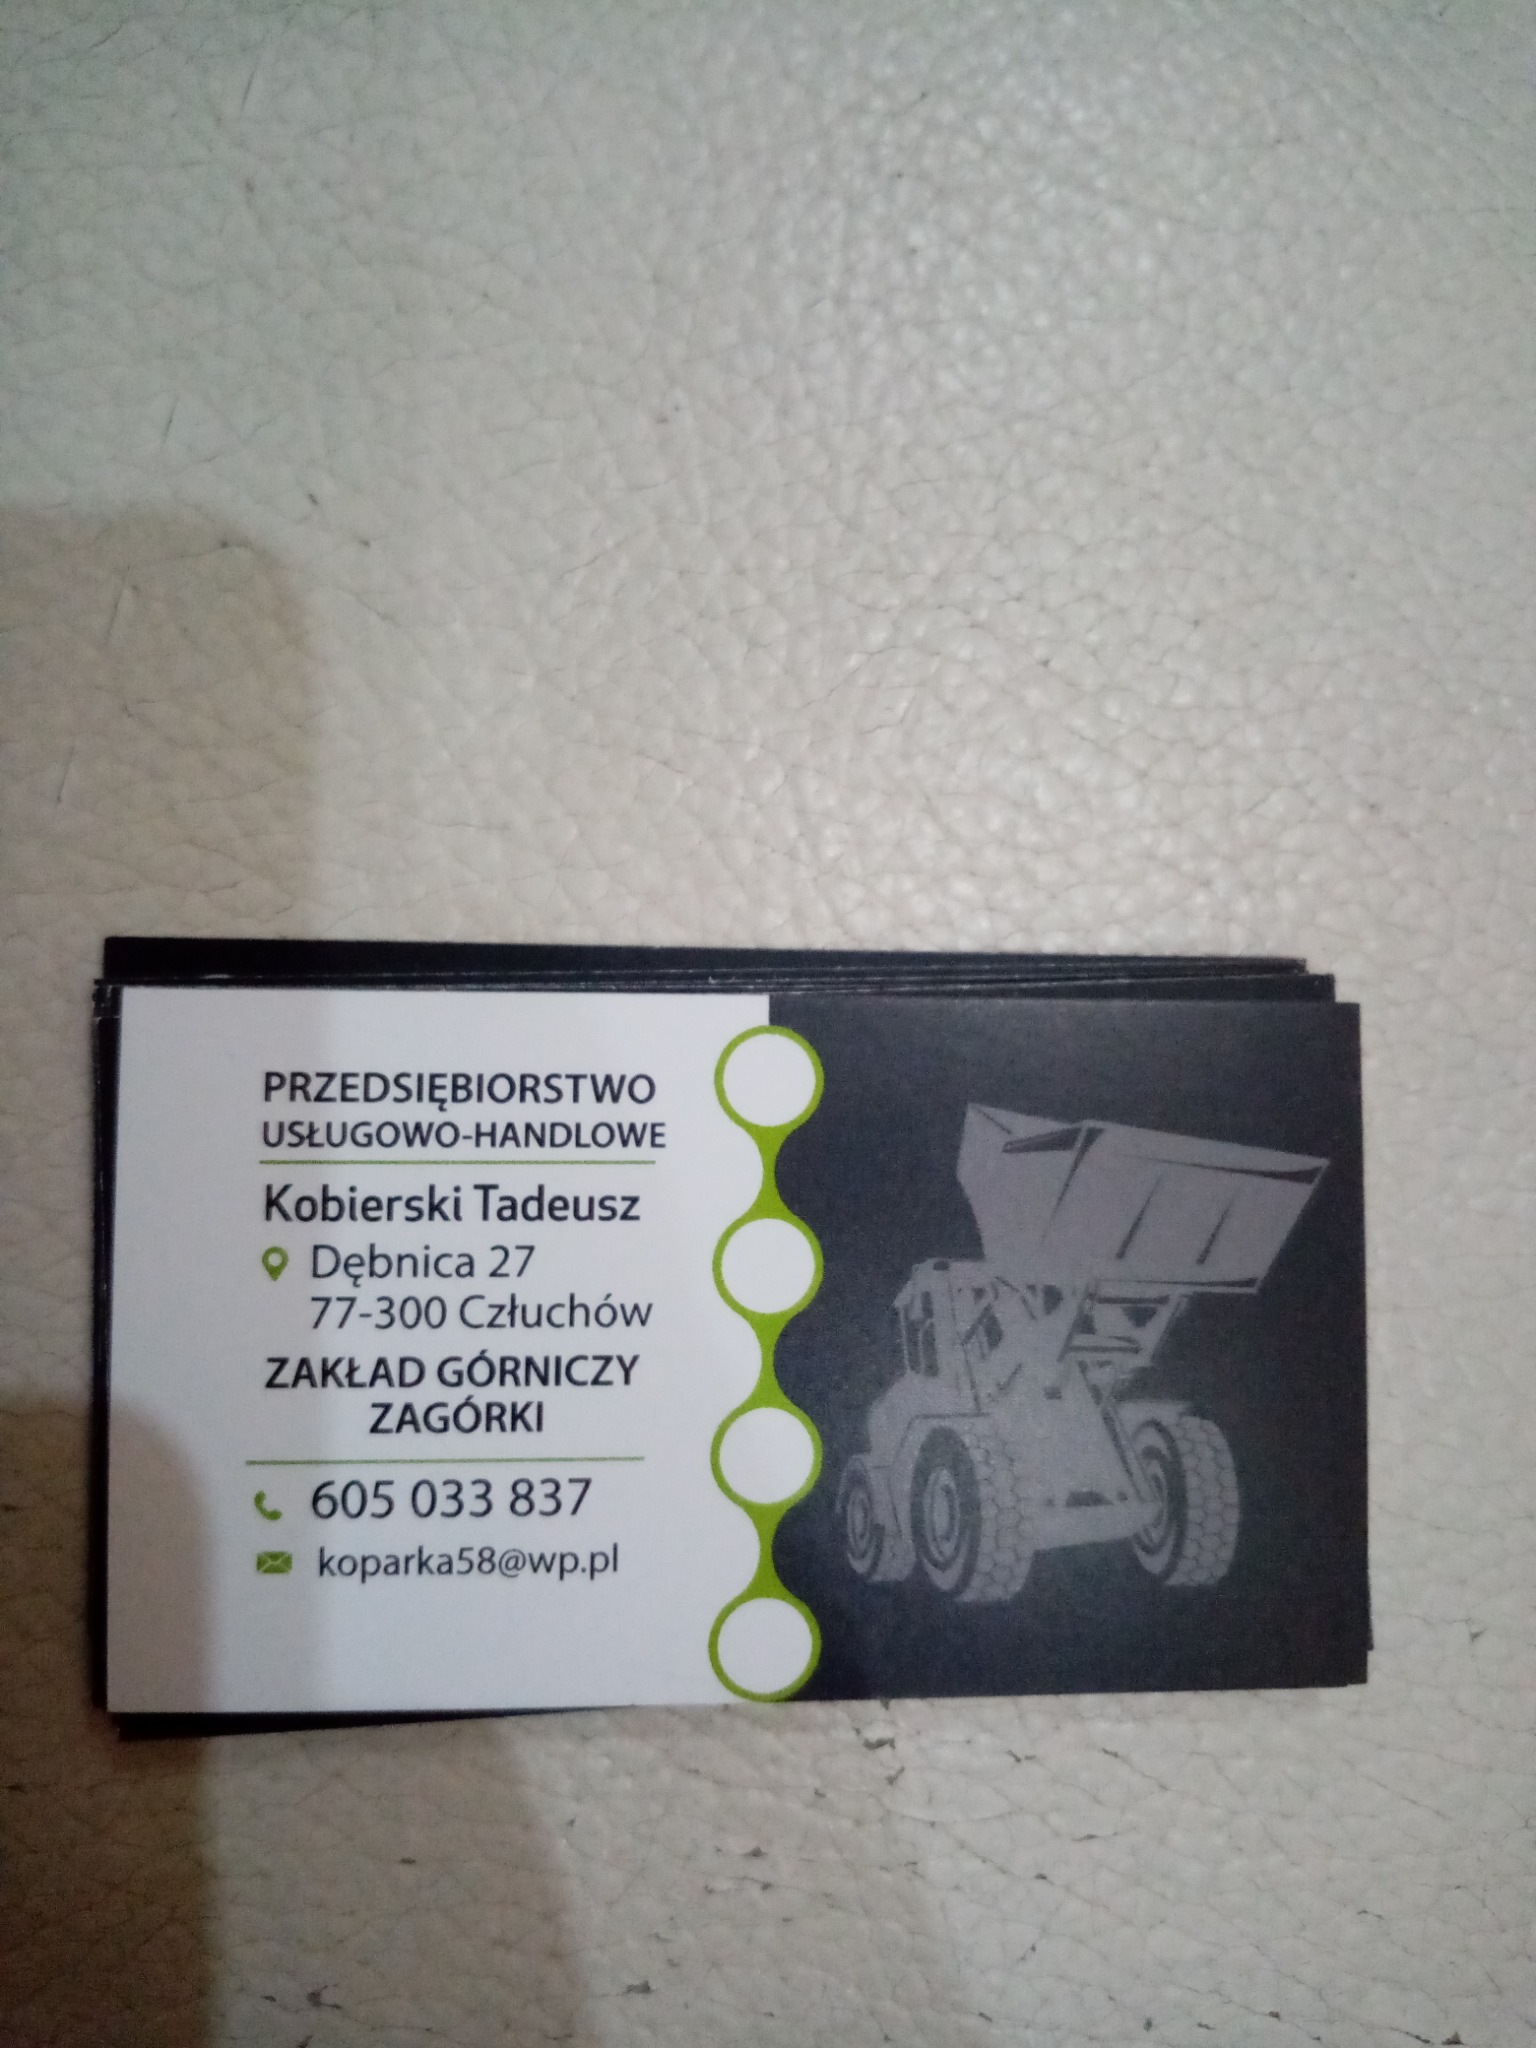 PRZEDSIĘBIORSTWO
USŁUGOWO-HANDLOWE
Kobierski Tadeusz
Dębnica 27
77-300 Człuchów
ZAKŁAD GÓRNICZY
ZAGÓRKI
605 033 837
koparka58@wp.pl